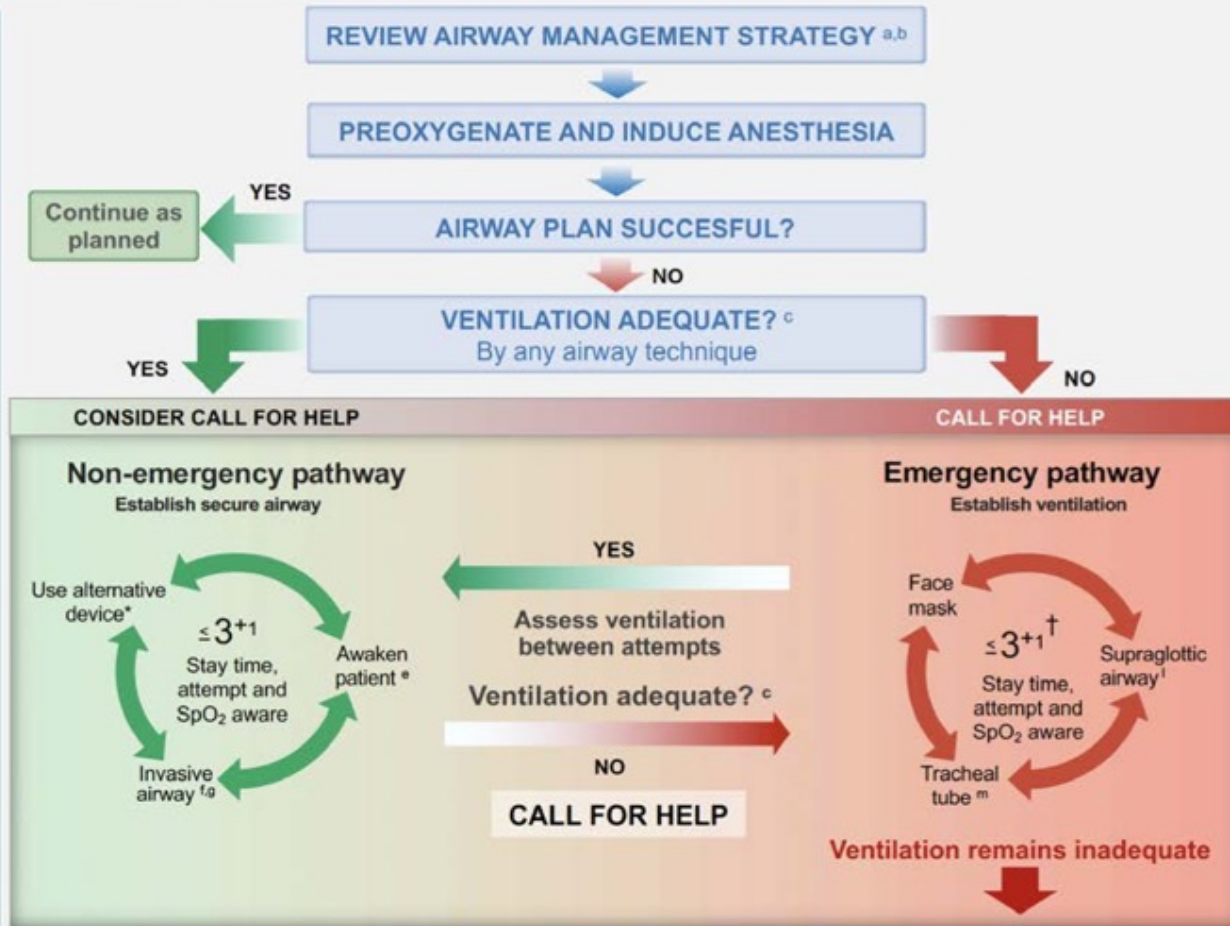 REVIEW AIRWAY MANAGEMENT STRATEGY a,b
PREOXYGENATE AND INDUCE ANESTHESIA
YES
Continue as
planned
AIRWAY PLAN SUCCESFUL?
NO
VENTILATION ADEQUATE? c
By any airway technique
YES
NO
CONSIDER CALL FOR HELP
CALL FOR HELP
Non-emergency pathway
Establish secure airway
Use alternative
device*
≤3+1
Stay time,
attempt and
SpO₂ aware
Awaken
patient e
Invasive
airway f,g
YES
Assess ventilation
between attempts
Ventilation adequate? c
NO
CALL FOR HELP
Emergency pathway
Establish ventilation
Face
mask
≤3+1†
Stay time,
attempt and
SpO₂ aware
Supraglottic
airway l
Tracheal
tube m
Ventilation remains inadequate